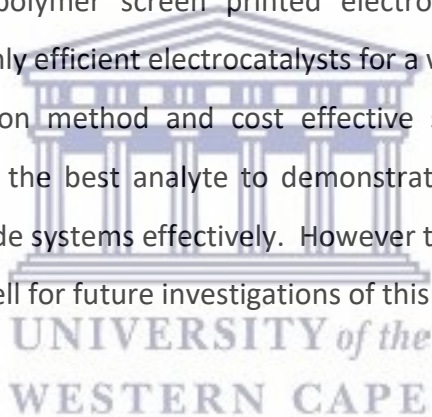 polymer screen printed electro
ly efficient electrocatalysts for a
on method and cost effective
the best analyte to demonstrat
de systems effectively. However t
ell for future investigations of this
UNIVERSITY of the
WESTERN CAPE